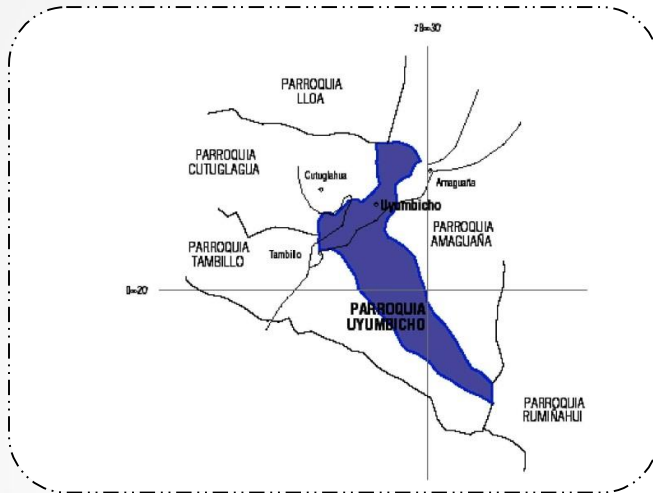 78∞30'
PARROQUIA
LLOA
PARROQUIA
CUTUGLAGUA
Cutuglahua
Amaguaña
Uyumbicho
PARROQUIA
AMAGUAÑA
PARROQUIA
TAMBILLO
Tambillo
0∞20'
PARROQUIA
UYUMBICHO
PARROQUIA
RUMIÑAHUI